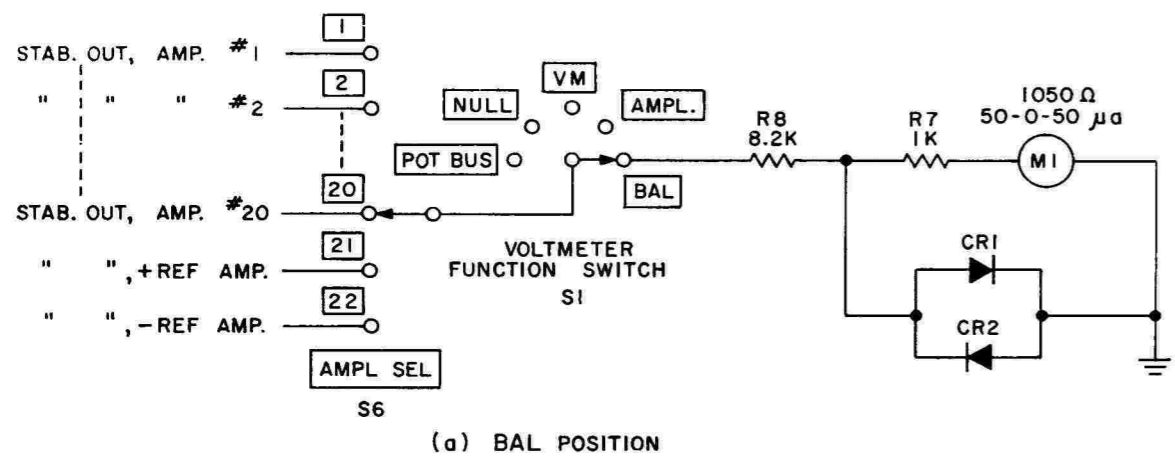 1
STAB. OUT, AMP. #1
2
" " " #2
VM
NULL
AMPL.
POT BUS
BAL
20
STAB. OUT, AMP. #20
21
" ", +REF AMP.
22
" ", -REF AMP.
AMPL SEL
S6
VOLTMETER
FUNCTION SWITCH
S1
R8
8.2K
R7
1K
1050 Ω
50-0-50 μa
M1
CR1
CR2
(a) BAL POSITION